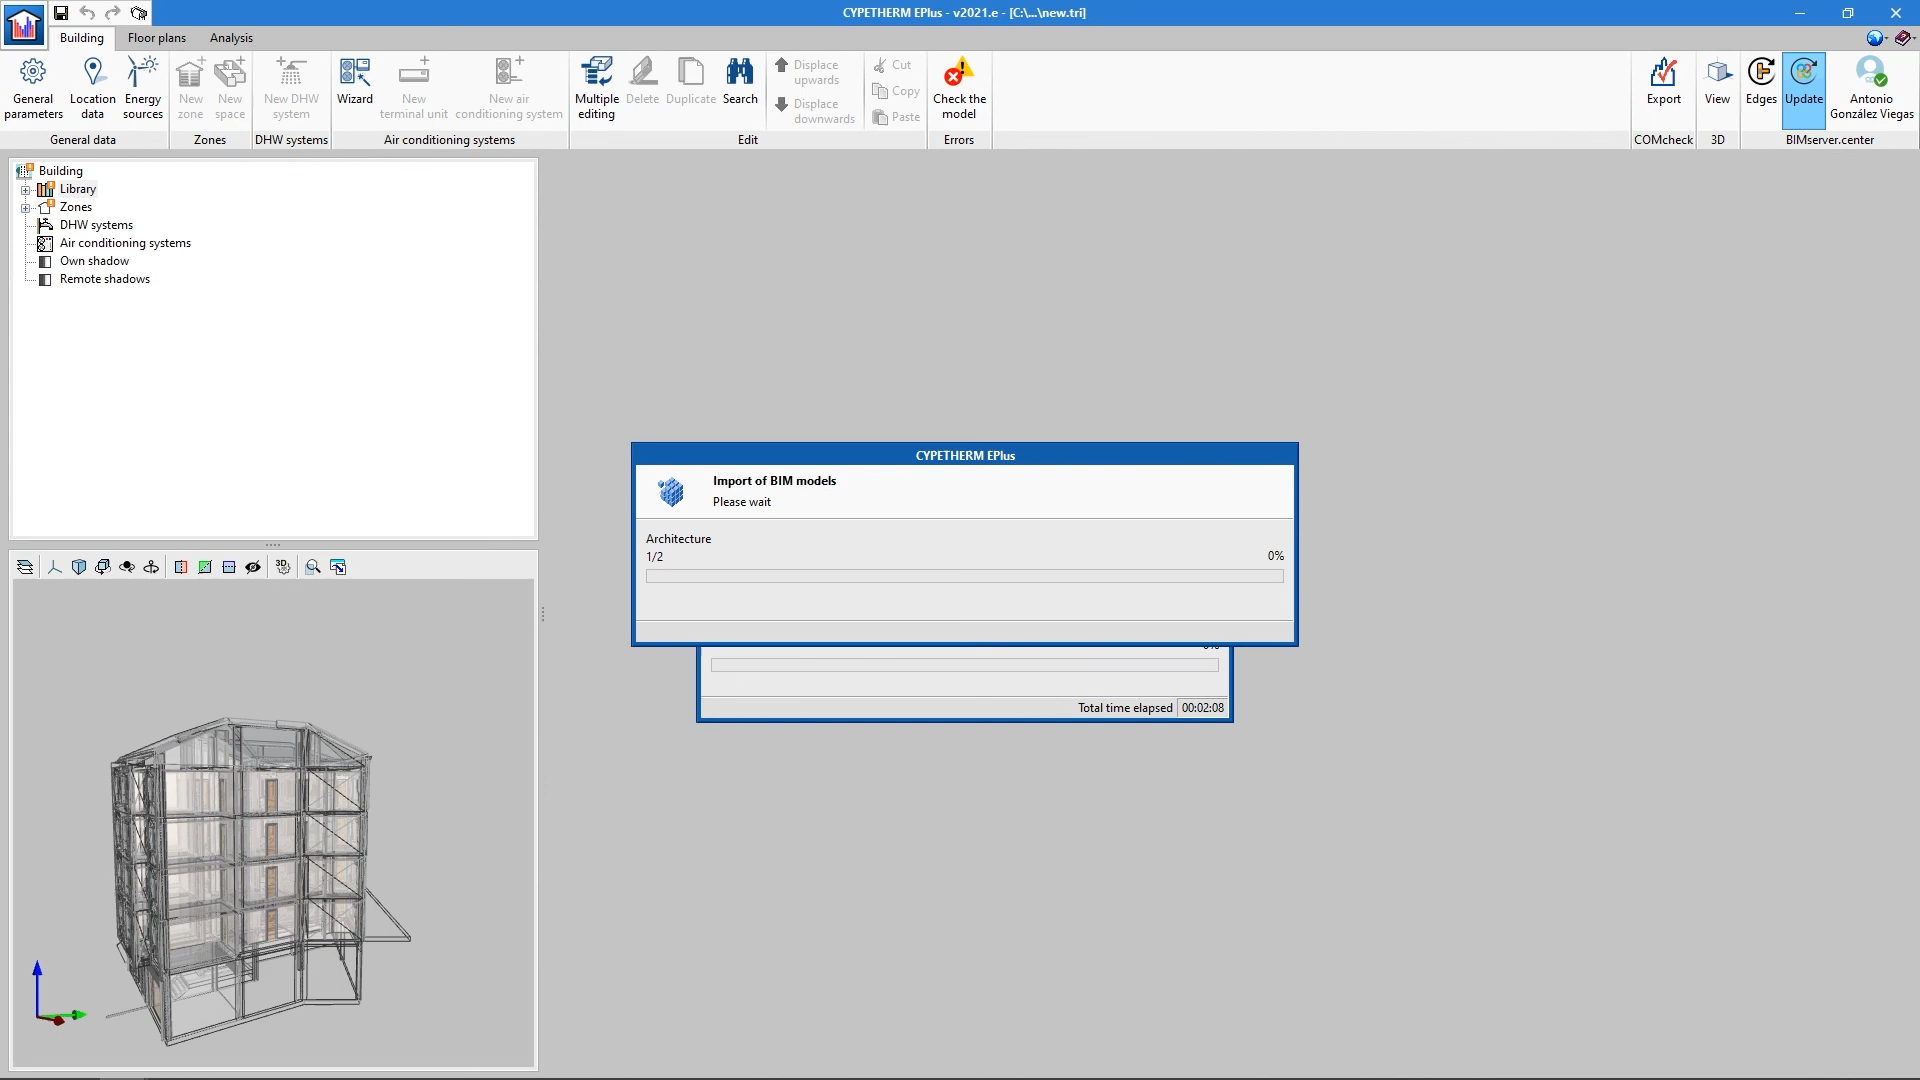 CYPETHERM EPlus - v2021.e - [C:\...\new.tri]
Building
Floor plans
Analysis
General parameters
Location data
Energy sources
New zone
New space
New DHW system
Wizard
New terminal unit
New air conditioning system
Multiple editing
Delete
Duplicate
Search
Displace upwards
Displace downwards
Cut
Copy
Paste
Check the model
Export
View
Edges
Update
Antonio González Viegas
General data
Zones
DHW systems
Air conditioning systems
Edit
Errors
COMcheck
3D
BIMserver.center
Building
Library
Zones
DHW systems
Air conditioning systems
Own shadow
Remote shadows
3D
CYPETHERM EPlus
Import of BIM models
Please wait
Architecture
1/2
0%
Total time elapsed
00:02:08